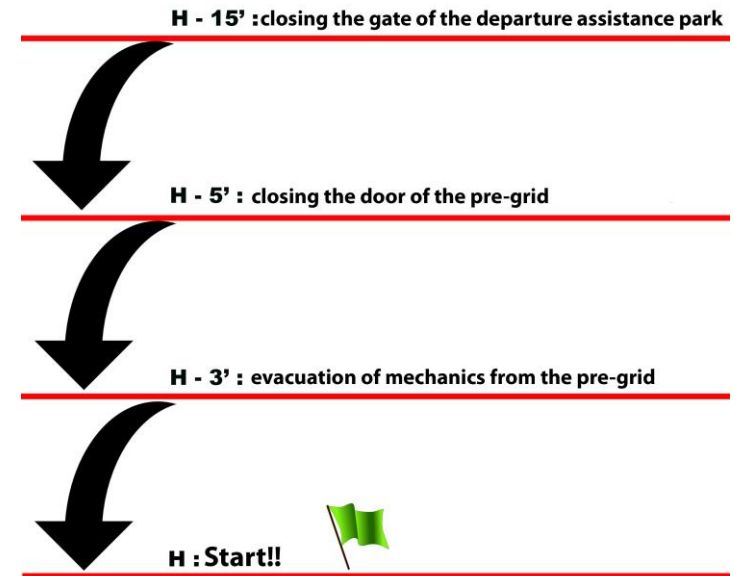 H - 15’ : closing the gate of the departure assistance park
H - 5’ : closing the door of the pre-grid
H - 3’ : evacuation of mechanics from the pre-grid
H : Start!!